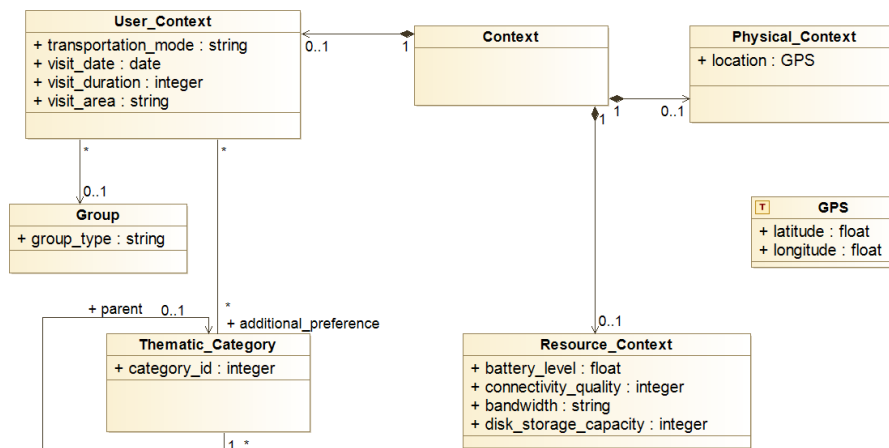 User_Context
+ transportation_mode : string
+ visit_date : date
+ visit_duration : integer
+ visit_area : string
0..1
1
Context
Physical_Context
+ location : GPS
1
1
0..1
*
*
0..1
Group
+ group_type : string
T
GPS
+ latitude : float
+ longitude : float
+ parent
0..1
*
+ additional_preference
0..1
Thematic_Category
+ category_id : integer
Resource_Context
+ battery_level : float
+ connectivity_quality : integer
+ bandwidth : string
+ disk_storage_capacity : integer
1..*